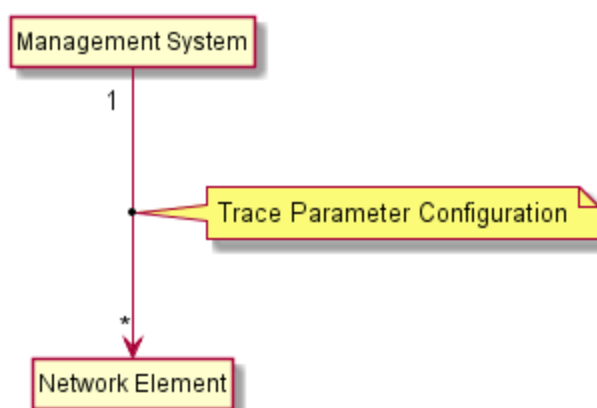 Management System
1
Trace Parameter Configuration
*
Network Element